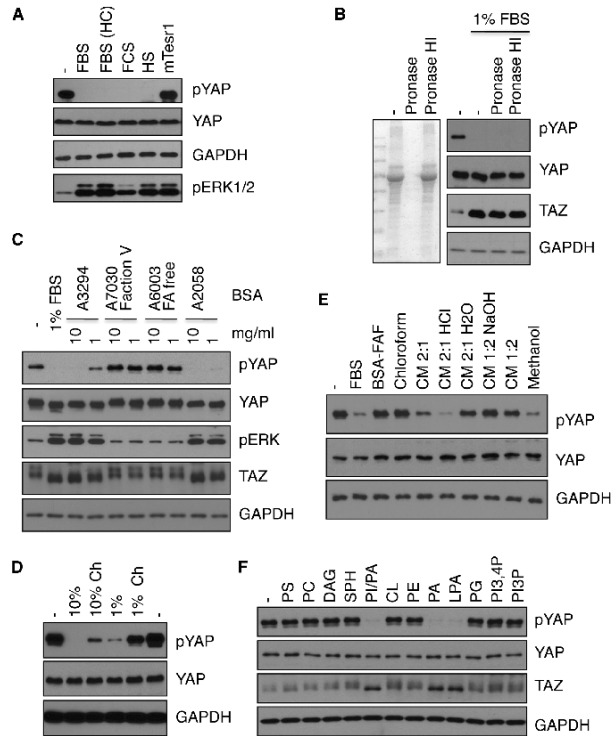 A
- FBS FBS (HC) FCS HS mTesr1
pYAP
YAP
GAPDH
pERK1/2
B
1% FBS
- Pronase Pronase HI - - Pronase Pronase HI
pYAP
YAP
TAZ
GAPDH
C
- 1% FBS A3294 A7030 Faction V A6003 FA free A2058 BSA
10 1 10 1 10 1 10 1 mg/ml
pYAP
YAP
pERK
TAZ
GAPDH
E
- FBS BSA-FAF Chloroform CM 2:1 CM 2:1 HCl CM 2:1 H2O CM 1:2 NaOH CM 1:2 Methanol
pYAP
YAP
GAPDH
D
- 10% 10% Ch 1% 1% Ch -
pYAP
YAP
GAPDH
F
- PS PC DAG SPH PI/PA CL PE PA LPA PG PI3,4P PI3P
pYAP
YAP
TAZ
GAPDH